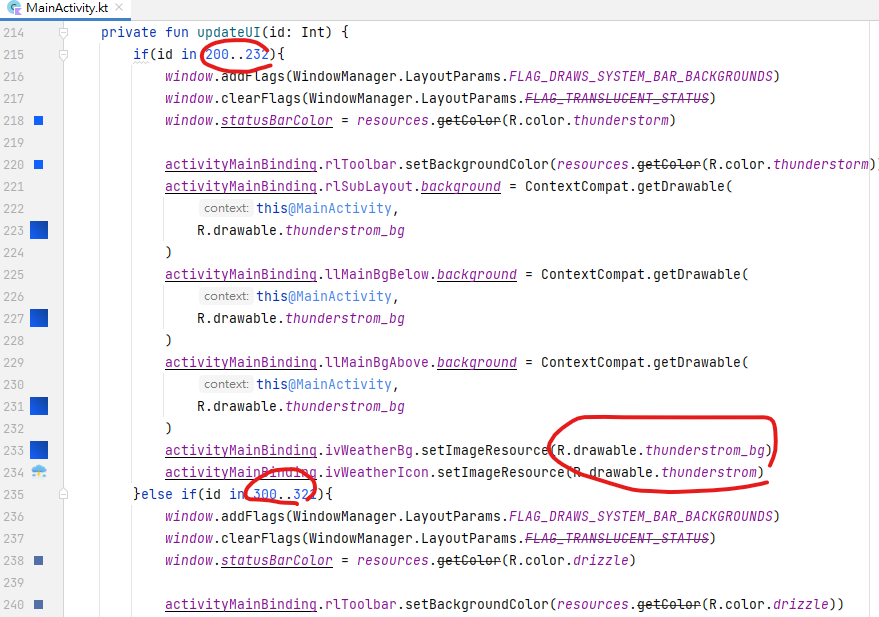 MainActivity.kt
214 private fun updateUI(id: Int) {
215 if(id in 200..232){
216 window.addFlags(WindowManager.LayoutParams.FLAG_DRAWS_SYSTEM_BAR_BACKGROUNDS)
217 window.clearFlags(WindowManager.LayoutParams.FLAG_TRANSLUCENT_STATUS)
218 window.statusBarColor = resources.getColor(R.color.thunderstorm)
219
220 activityMainBinding.rlToolbar.setBackgroundColor(resources.getColor(R.color.thunderstorm))
221 activityMainBinding.rlSubLayout.background = ContextCompat.getDrawable(
222 context: this@MainActivity,
223 R.drawable.thunderstrom_bg
224 )
225 activityMainBinding.llMainBgBelow.background = ContextCompat.getDrawable(
226 context: this@MainActivity,
227 R.drawable.thunderstrom_bg
228 )
229 activityMainBinding.llMainBgAbove.background = ContextCompat.getDrawable(
230 context: this@MainActivity,
231 R.drawable.thunderstrom_bg
232 )
233 activityMainBinding.ivWeatherBg.setImageResource(R.drawable.thunderstrom_bg)
234 activityMainBinding.ivWeatherIcon.setImageResource(R.drawable.thunderstrom)
235 }else if(id in 300..321){
236 window.addFlags(WindowManager.LayoutParams.FLAG_DRAWS_SYSTEM_BAR_BACKGROUNDS)
237 window.clearFlags(WindowManager.LayoutParams.FLAG_TRANSLUCENT_STATUS)
238 window.statusBarColor = resources.getColor(R.color.drizzle)
239
240 activityMainBinding.rlToolbar.setBackgroundColor(resources.getColor(R.color.drizzle))